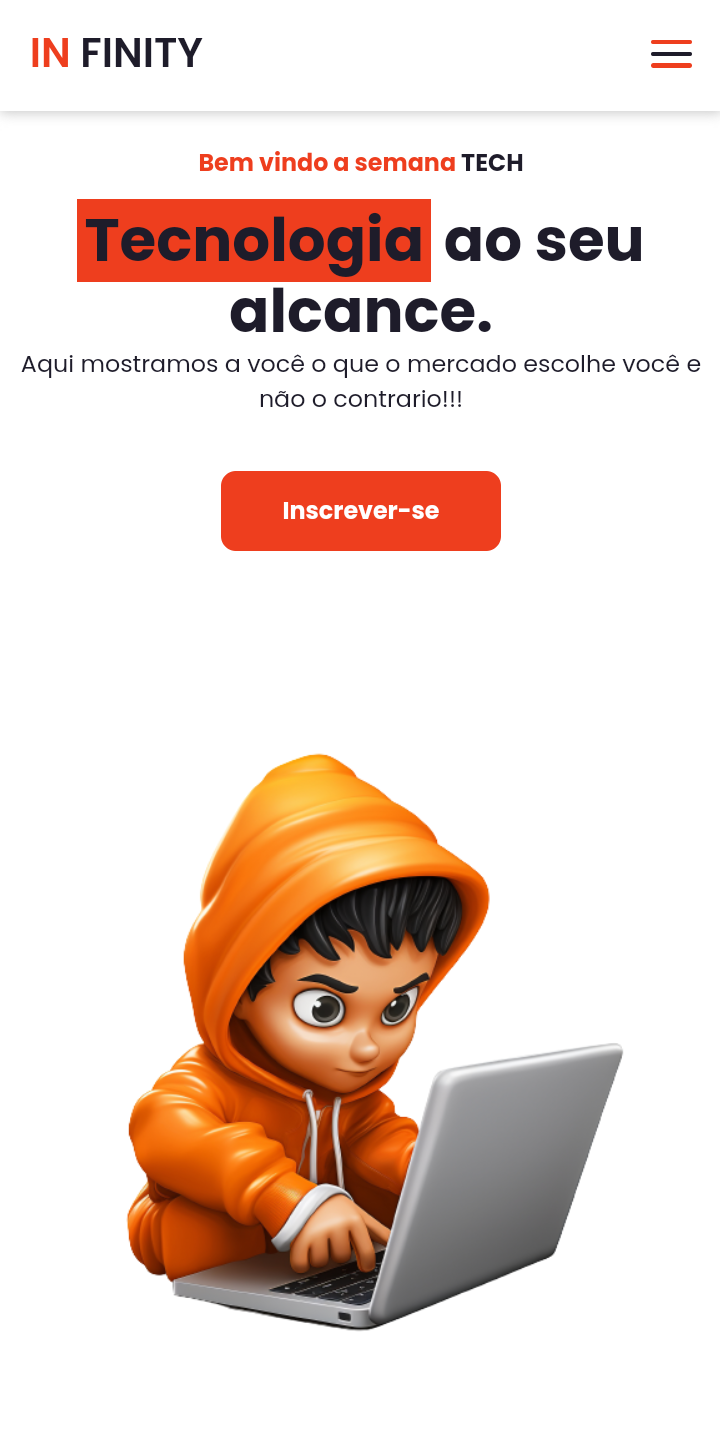 IN FINITY
Bem vindo a semana TECH
Tecnologia ao seu
alcance.
Aqui mostramos a você o que o mercado escolhe você e
não o contrario!!!
Inscrever-se